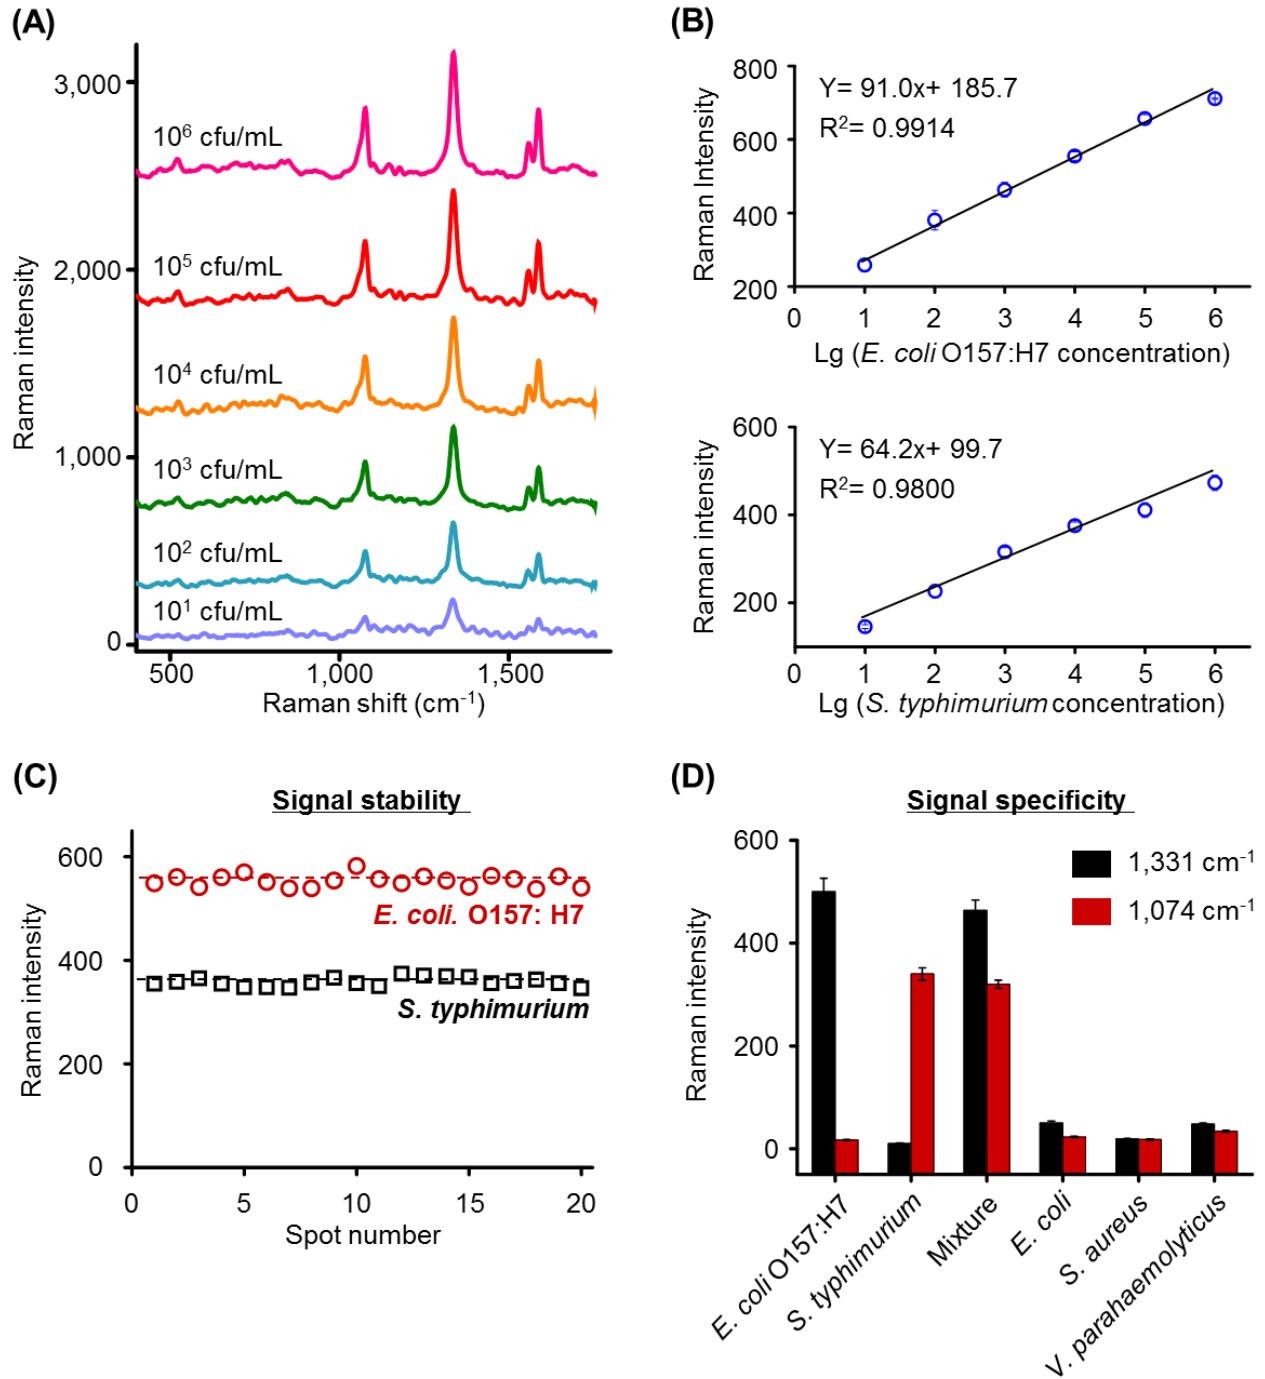 (A)
3,000
2,000
1,000
0
Raman intensity
10⁶ cfu/mL
10⁵ cfu/mL
10⁴ cfu/mL
10³ cfu/mL
10² cfu/mL
10¹ cfu/mL
500 1,000 1,500
Raman shift (cm⁻¹)
(B)
800
600
400
200
Raman Intensity
Y= 91.0x+ 185.7
R²= 0.9914
0 1 2 3 4 5 6
Lg (E. coli O157:H7 concentration)
600
400
200
Raman intensity
Y= 64.2x+ 99.7
R²= 0.9800
0 1 2 3 4 5 6
Lg (S. typhimurium concentration)
(C)
Signal stability
600
400
200
0
Raman intensity
E. coli. O157: H7
S. typhimurium
0 5 10 15 20
Spot number
(D)
Signal specificity
600
400
200
0
Raman intensity
1,331 cm⁻¹
1,074 cm⁻¹
E. coli O157:H7
S. typhimurium
Mixture
E. coli
S. aureus
V. parahaemolyticus